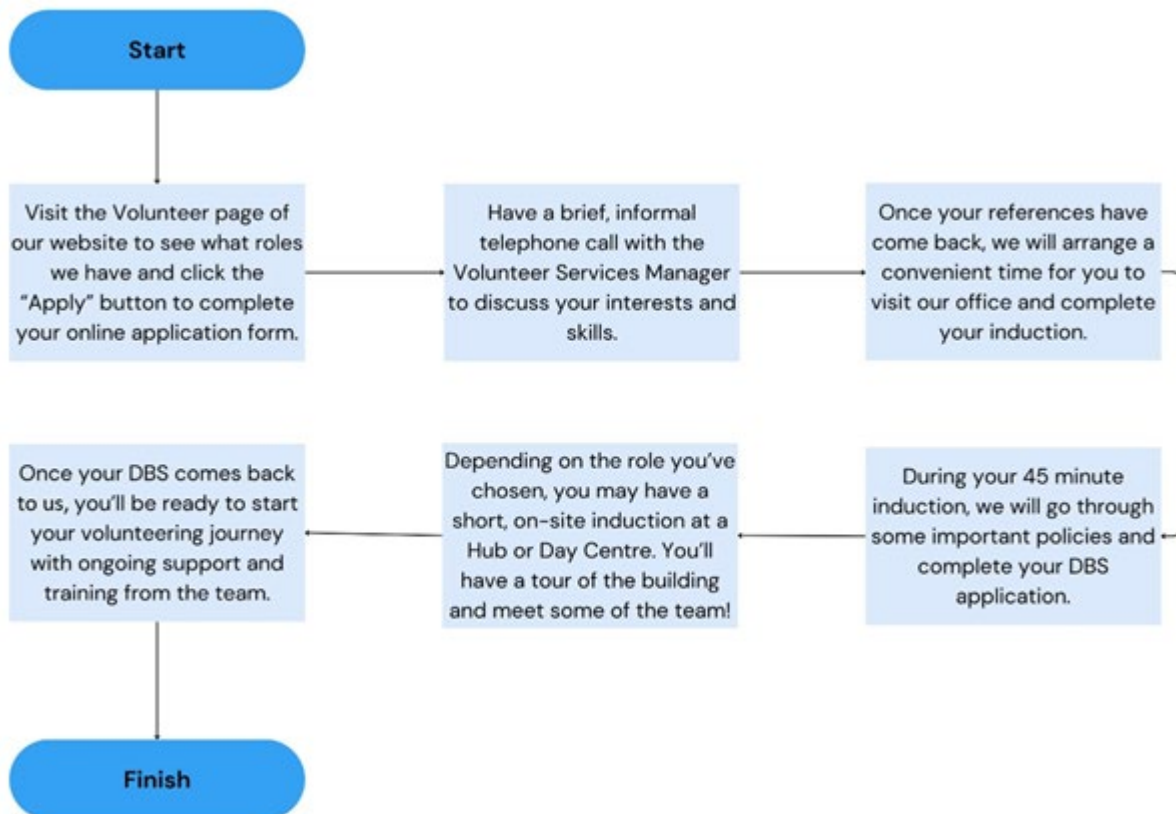 Start
Visit the Volunteer page of
our website to see what roles
we have and click the
“Apply” button to complete
your online application form.
Have a brief, informal
telephone call with the
Volunteer Services Manager
to discuss your interests and
skills.
Once your references have
come back, we will arrange a
convenient time for you to
visit our office and complete
your induction.
During your 45 minute
induction, we will go through
some important policies and
complete your DBS
application.
Depending on the role you’ve
chosen, you may have a
short, on-site induction at a
Hub or Day Centre. You’ll
have a tour of the building
and meet some of the team!
Once your DBS comes back
to us, you’ll be ready to start
your volunteering journey
with ongoing support and
training from the team.
Finish